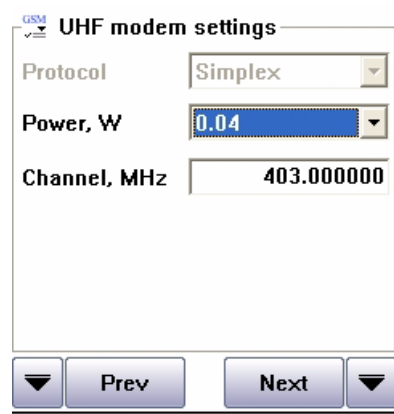 GSM UHF modem settings
Protocol Simplex
Power, W 0.04
Channel, MHz 403.000000
Prev Next